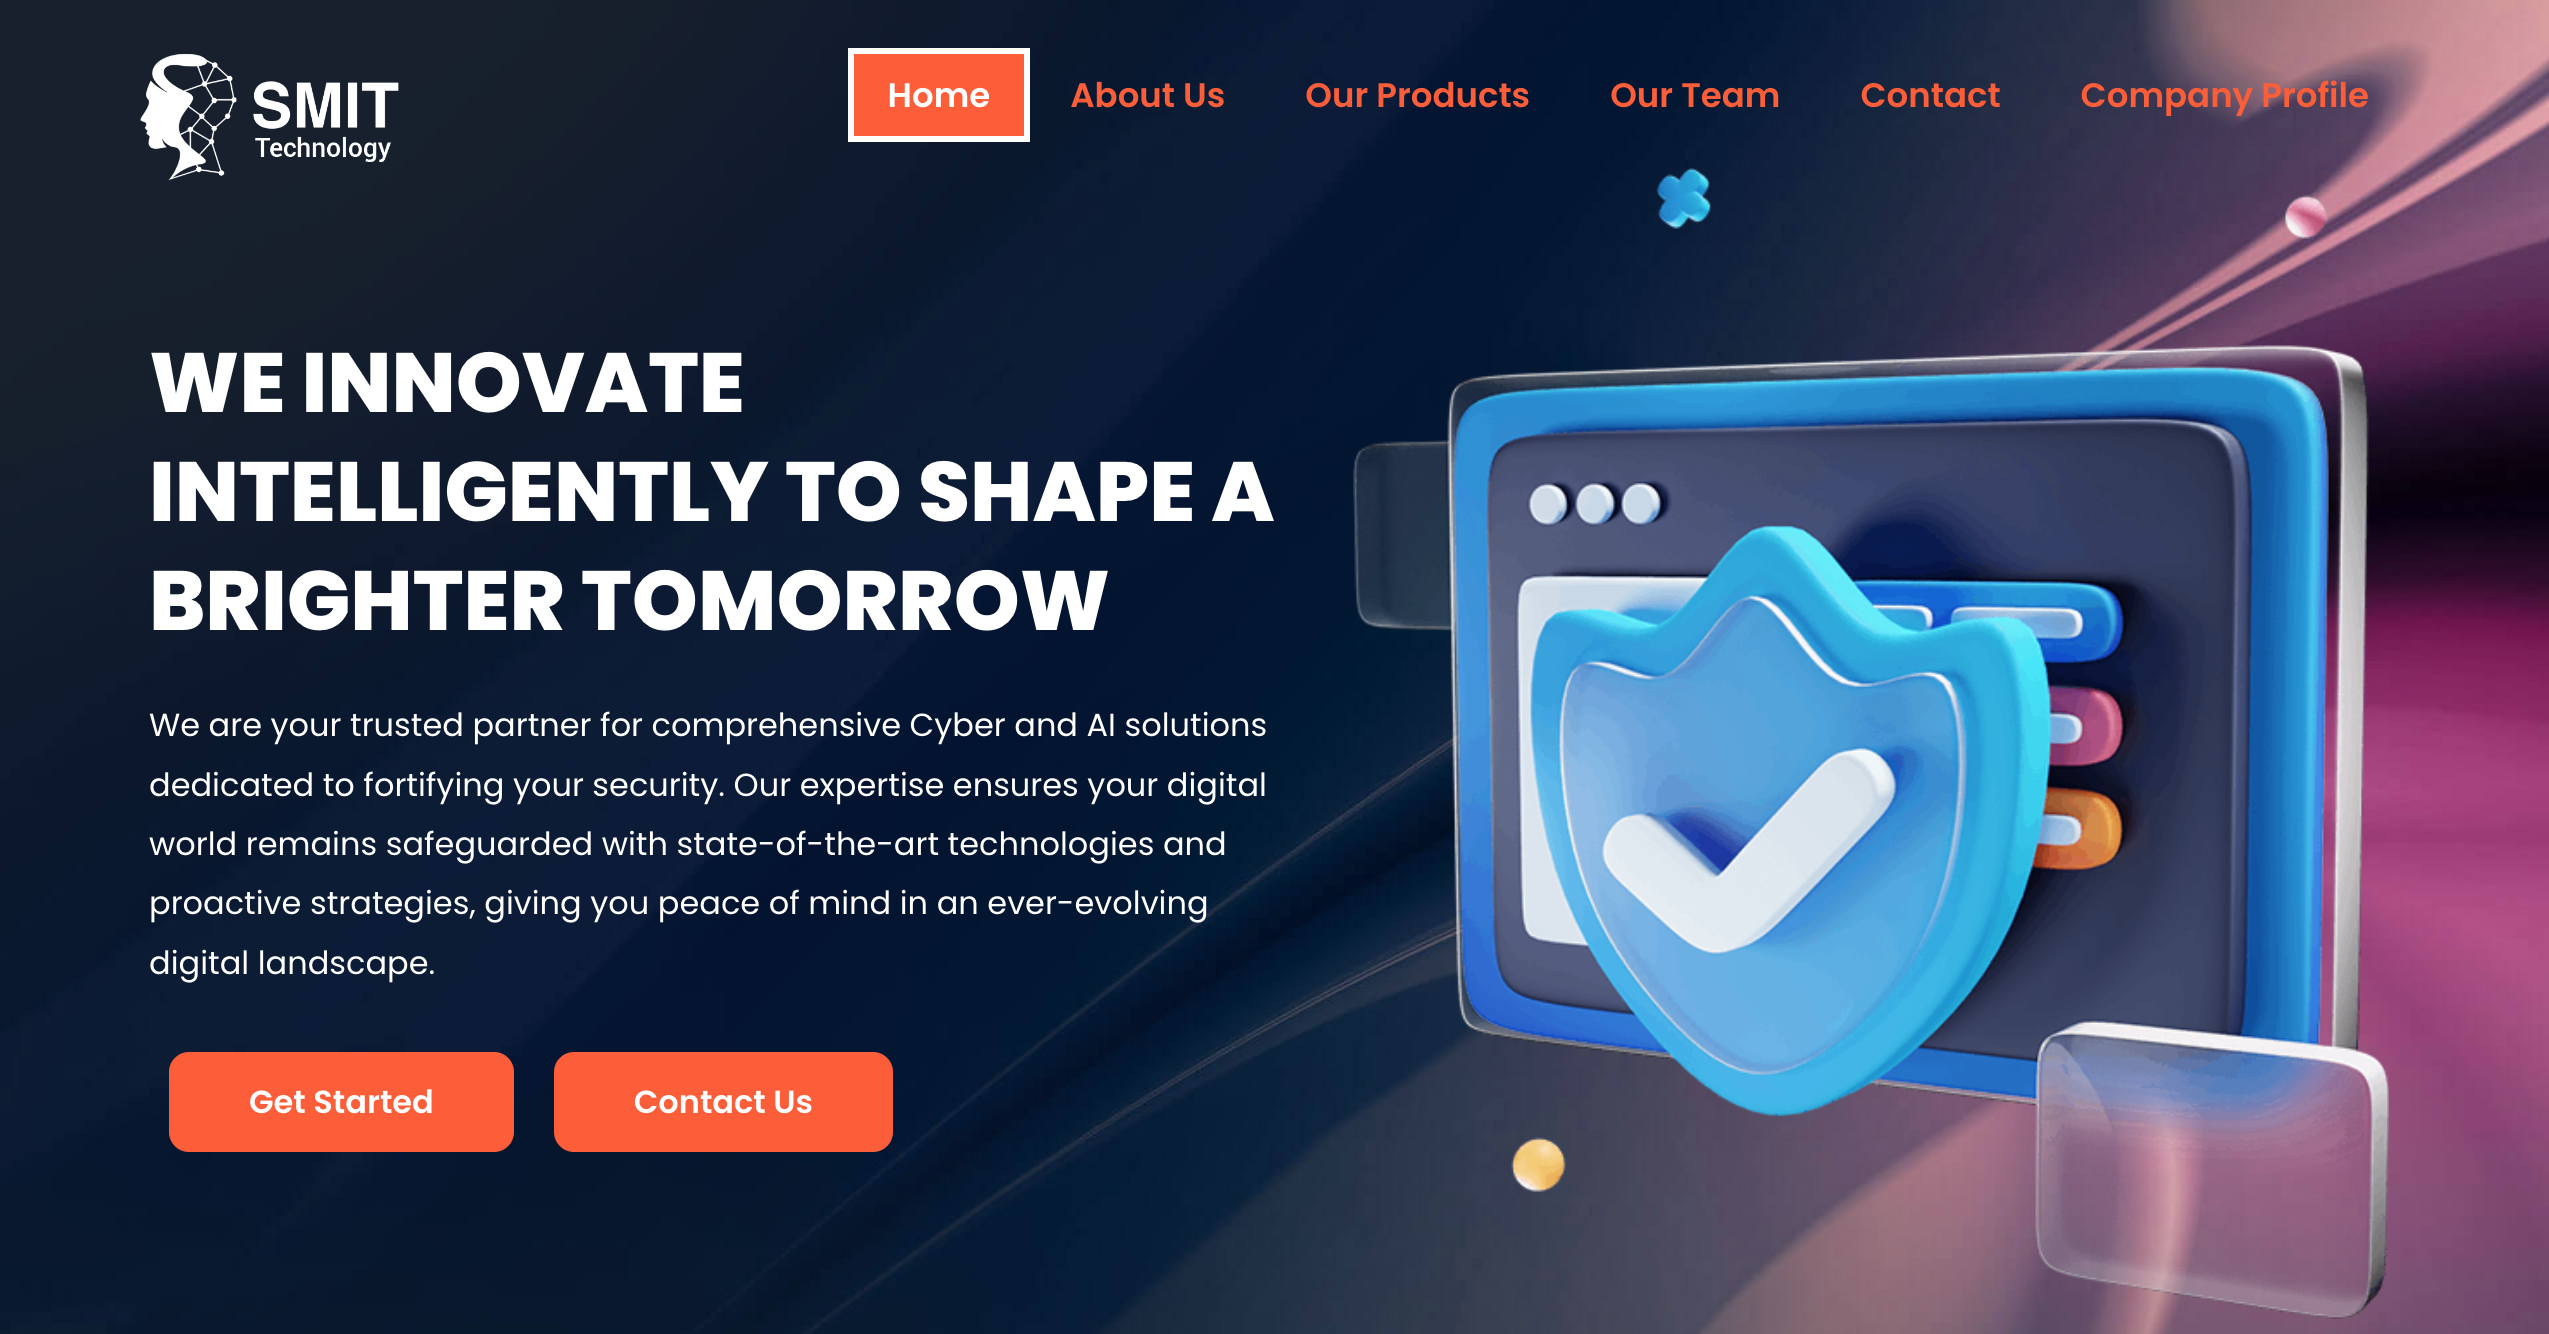 SMIT
Technology
Home
About Us
Our Products
Our Team
Contact
Company Profile
WE INNOVATE
INTELLIGENTLY TO SHAPE A
BRIGHTER TOMORROW
We are your trusted partner for comprehensive Cyber and AI solutions
dedicated to fortifying your security. Our expertise ensures your digital
world remains safeguarded with state-of-the-art technologies and
proactive strategies, giving you peace of mind in an ever-evolving
digital landscape.
Get Started
Contact Us